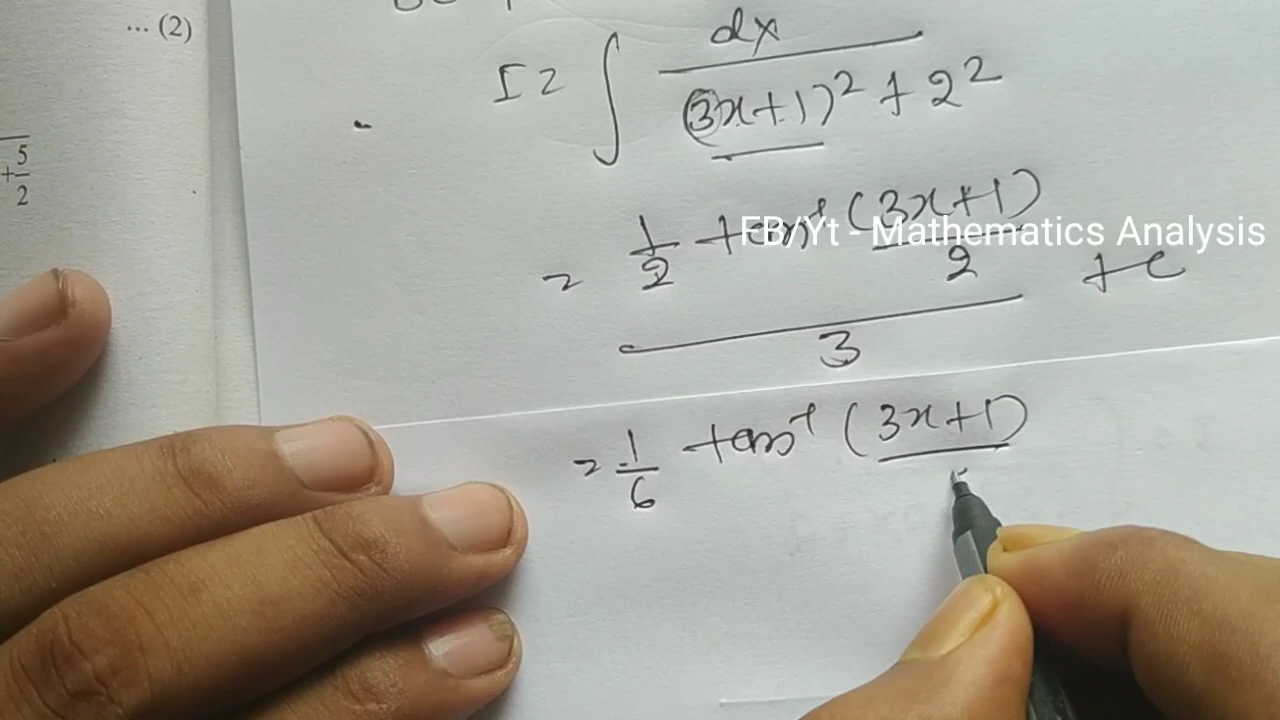 ... (2)
+5/2
I = ∫ dx / (3x+1)² + 2²
FB/Yt - Mathematics Analysis
= 1/2 tan⁻¹ (3x+1)/2 / 3 + c
= 1/6 tan⁻¹ (3x+1)